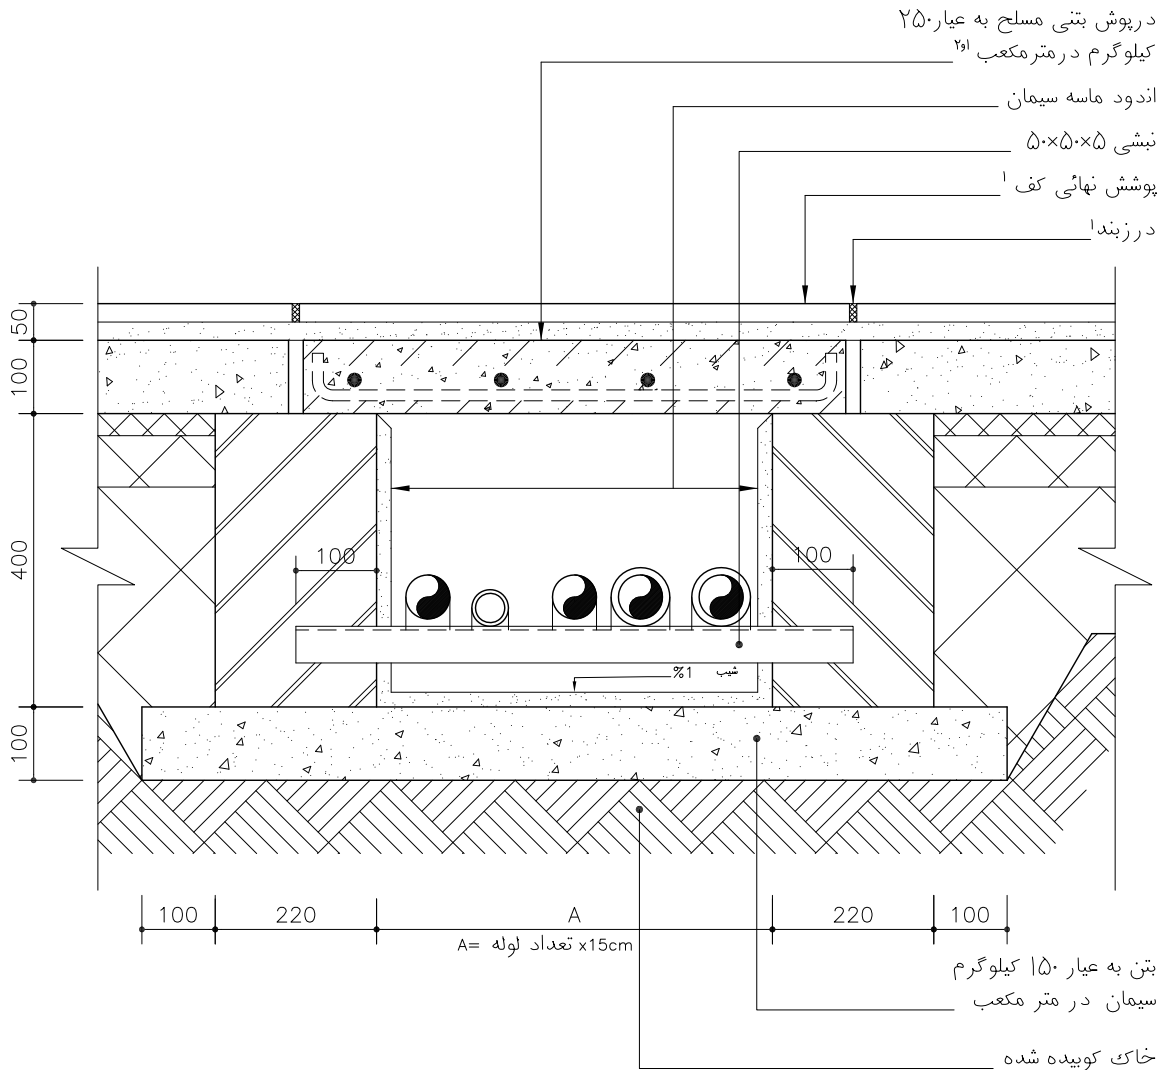 درپوش بتنی مسلح به عیار ۲۵۰
کیلوگرم در متر مکعب ۱و۲
اندود ماسه سیمان
نبشی ۵×۵۰×۵۰
پوشش نهائی کف ۱
درزبند ۱
50
100
400
100
100
100
شیب %1
100
220
A
220
100
A= تعداد لوله x15cm
بتن به عیار ۱۵۰ کیلوگرم
سیمان در متر مکعب
خاک کوبیده شده